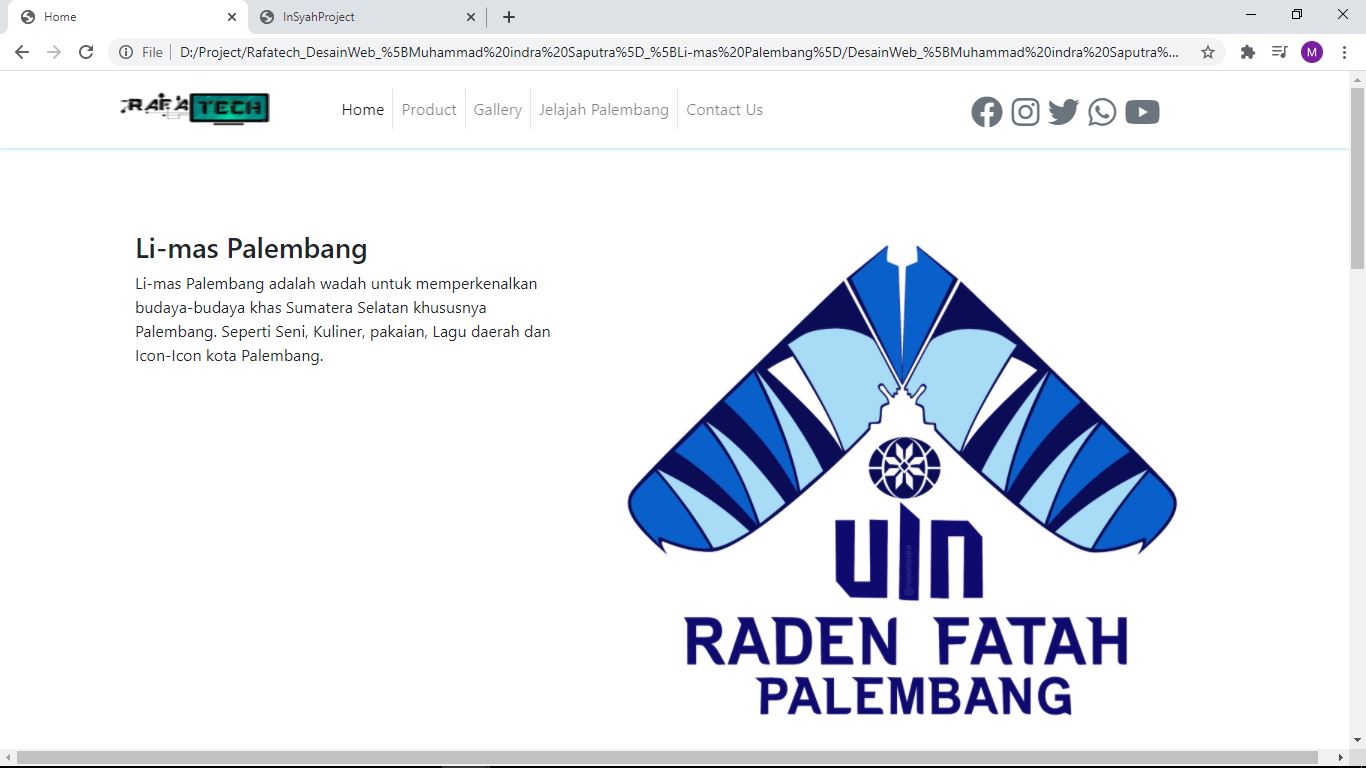 Home
InSyahProject
File
D:/Project/Rafatech_DesainWeb_%5BMuhammad%20indra%20Saputra%5D_%5BLi-mas%20Palembang%5D/DesainWeb_%5BMuhammad%20indra%20Saputra%...
M
RAFA TECH
Home
Product
Gallery
Jelajah Palembang
Contact Us
Li-mas Palembang
Li-mas Palembang adalah wadah untuk memperkenalkan
budaya-budaya khas Sumatera Selatan khususnya
Palembang. Seperti Seni, Kuliner, pakaian, Lagu daerah dan
Icon-Icon kota Palembang.
UIN
RADEN FATAH
PALEMBANG